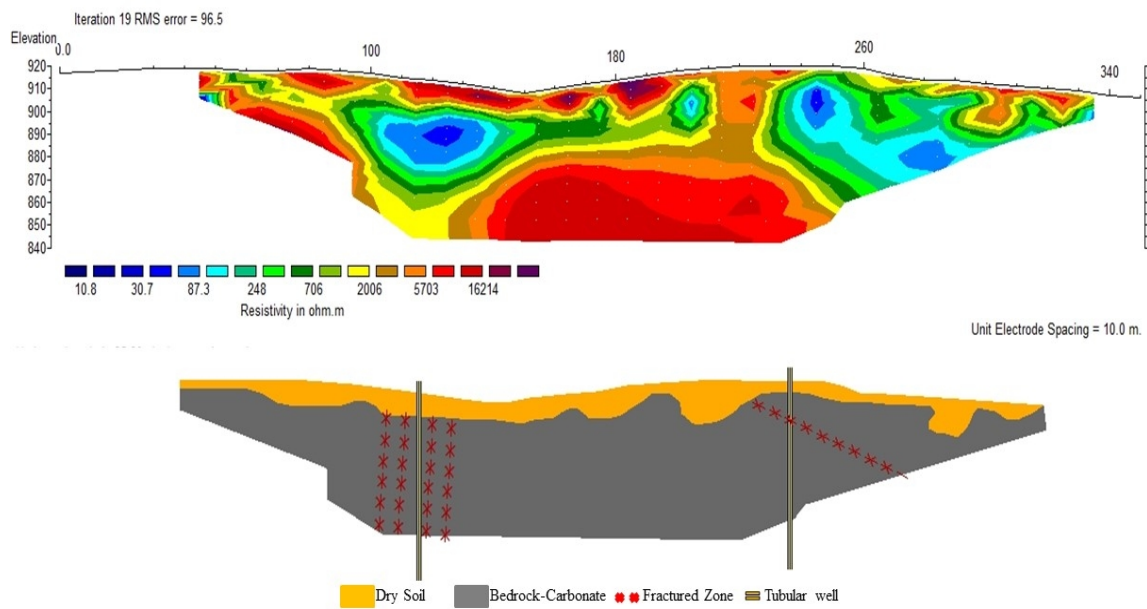 Iteration 19 RMS error = 96.5
Elevation
0.0 100 180 260 340
920
910
900
890
880
870
860
850
840
10.8 30.7 87.3 248 706 2006 5703 16214
Resistivity in ohm.m
Unit Electrode Spacing = 10.0 m.
Dry Soil Bedrock-Carbonate Fractured Zone Tubular well